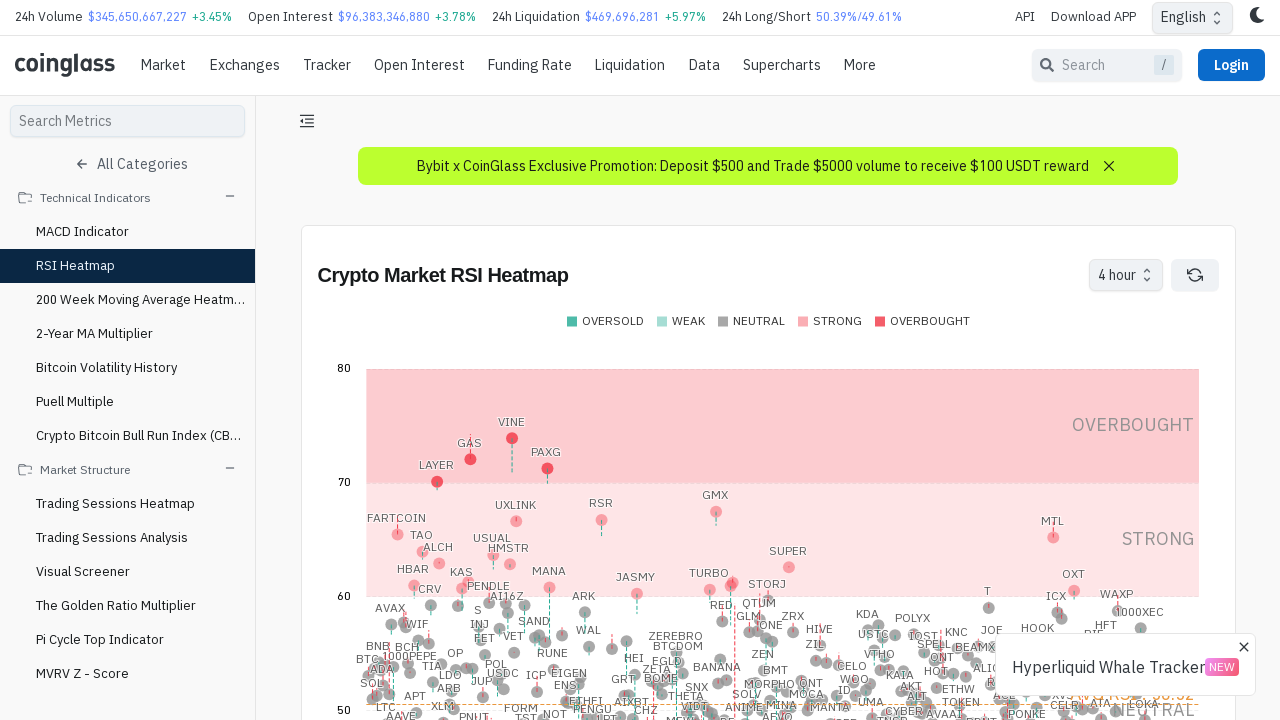 24h Volume $345,650,667,227 +3.45% Open Interest $96,383,346,880 +3.78% 24h Liquidation $469,696,281 +5.97% 24h Long/Short 50.39%/49.61% API Download APP English
coinglass Market Exchanges Tracker Open Interest Funding Rate Liquidation Data Supercharts More Search / Login
Search Metrics
All Categories
Technical Indicators
MACD Indicator
RSI Heatmap
200 Week Moving Average Heatm...
2-Year MA Multiplier
Bitcoin Volatility History
Puell Multiple
Crypto Bitcoin Bull Run Index (CB...
Market Structure
Trading Sessions Heatmap
Trading Sessions Analysis
Visual Screener
The Golden Ratio Multiplier
Pi Cycle Top Indicator
MVRV Z - Score
Bybit x CoinGlass Exclusive Promotion: Deposit $500 and Trade $5000 volume to receive $100 USDT reward
Crypto Market RSI Heatmap
4 hour
OVERSOLD WEAK NEUTRAL STRONG OVERBOUGHT
80
OVERBOUGHT
VINE
GAS
PAXG
LAYER
70
GMX
UXLINK RSR
FARTCOIN MTL
TAO USUAL STRONG
ALCH HMSTR SUPER
HBAR KAS MANA JASMY TURBO OXT
CRV PENDLE STORJ T
60 AI16Z ARK ICX WAXP
AVAX S RED QTUM 1000XEC
WIF INJ SAND GLM ZRX KDA POLYX HFT
FET VET WAL IONE HIVE USTC IOST KNC JOE HOOK
BNB BCH ZEREBRO BTCDOM ZIL SPELL BEAMX
BTC 1000PEPE OP RUNE HEI ZEN VTHO ONT
ADA TIA POL EIGEN ZETA EGLD BANANA BMT CELO HOT
SOL LDO JUP ICP ENS GRT BOME SNX MORPHO QNT WOO KAIA
ARB THETA SOLV MOCA ID AKT ETHW
LTC APT XLM FORM AIXBT CHZ VIDT ANIME MINA MANTA UMA ALT TOKEN CELR ATA LOKA
50 AAVE PNUT NOT PENGU CYBER AVAAI PONKE NEUTRAL
Hyperliquid Whale Tracker NEW